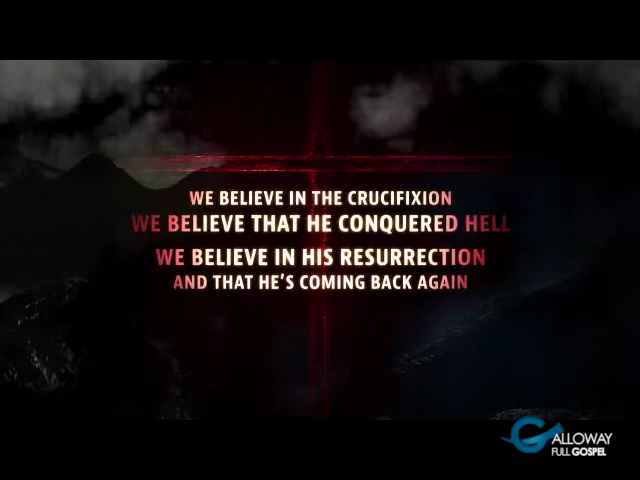 WE BELIEVE IN THE CRUCIFIXION
WE BELIEVE THAT HE CONQUERED HELL
WE BELIEVE IN HIS RESURRECTION
AND THAT HE'S COMING BACK AGAIN
GALLOWAY
FULL GOSPEL